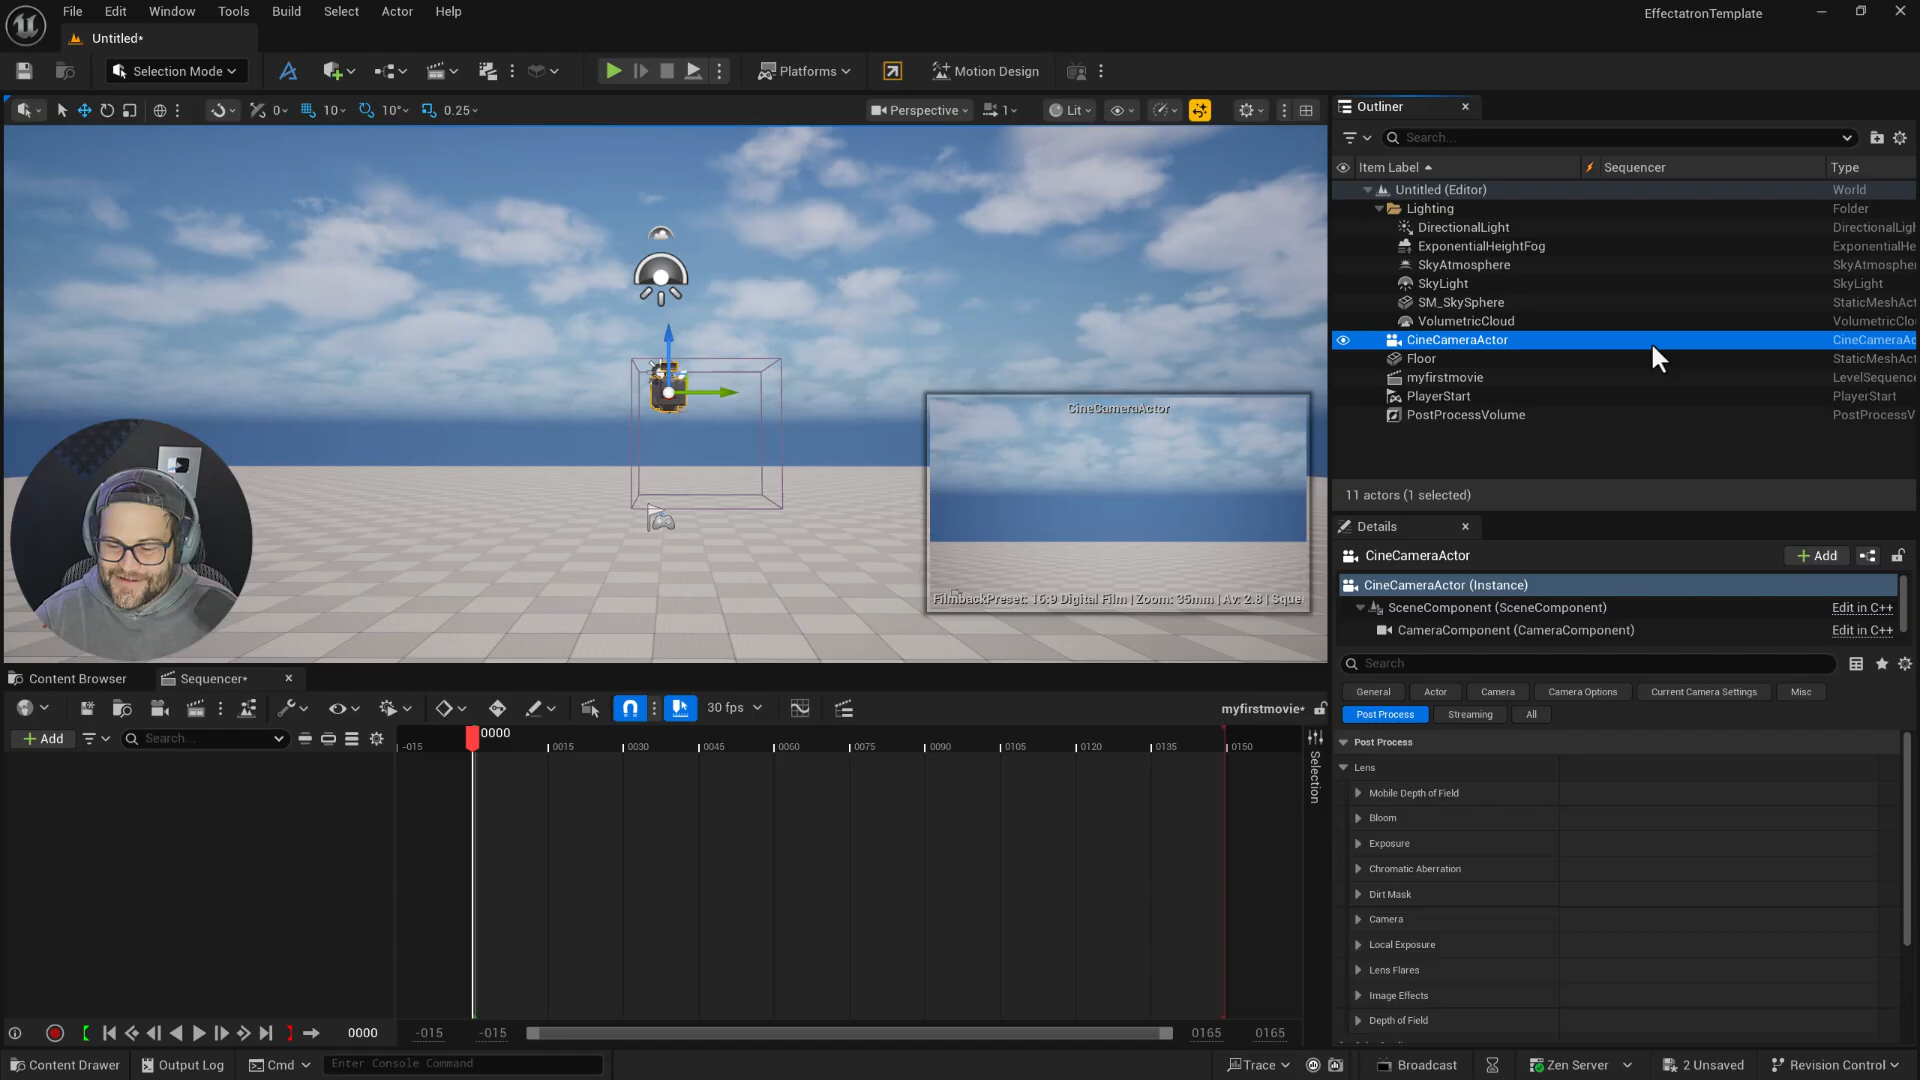 File Edit Window Tools Build Select Actor Help
EffectatronTemplate
Untitled*
Selection Mode
Platforms
Motion Design
0 10 10° 0.25
Perspective 1 Lit
Outliner
Search...
Item Label Sequencer Type
Untitled (Editor) World
Lighting Folder
DirectionalLight DirectionalLigh
ExponentialHeightFog ExponentialHe
SkyAtmosphere SkyAtmospher
SkyLight SkyLight
SM_SkySphere StaticMeshAct
VolumetricCloud VolumetricClo
CineCameraActor CineCameraAc
Floor StaticMeshAct
myfirstmovie LevelSequence
PlayerStart PlayerStart
PostProcessVolume PostProcessV
11 actors (1 selected)
CineCameraActor
FilmbackPreset: 16:9 Digital Film | Zoom: 35mm | Av: 2.8 | Sque
Details
CineCameraActor Add
CineCameraActor (Instance)
SceneComponent (SceneComponent) Edit in C++
CameraComponent (CameraComponent) Edit in C++
Search
General Actor Camera Camera Options Current Camera Settings Misc
Post Process Streaming All
Post Process
Lens
Mobile Depth of Field
Bloom
Exposure
Chromatic Aberration
Dirt Mask
Camera
Local Exposure
Lens Flares
Image Effects
Depth of Field
Content Browser Sequencer*
30 fps
myfirstmovie*
Add Search...
0000
-015 0015 0030 0045 0060 0075 0090 0105 0120 0135 0150
Selection
0000 -015 -015 0165 0165
Content Drawer Output Log Cmd Enter Console Command
Trace Broadcast Zen Server 2 Unsaved Revision Control